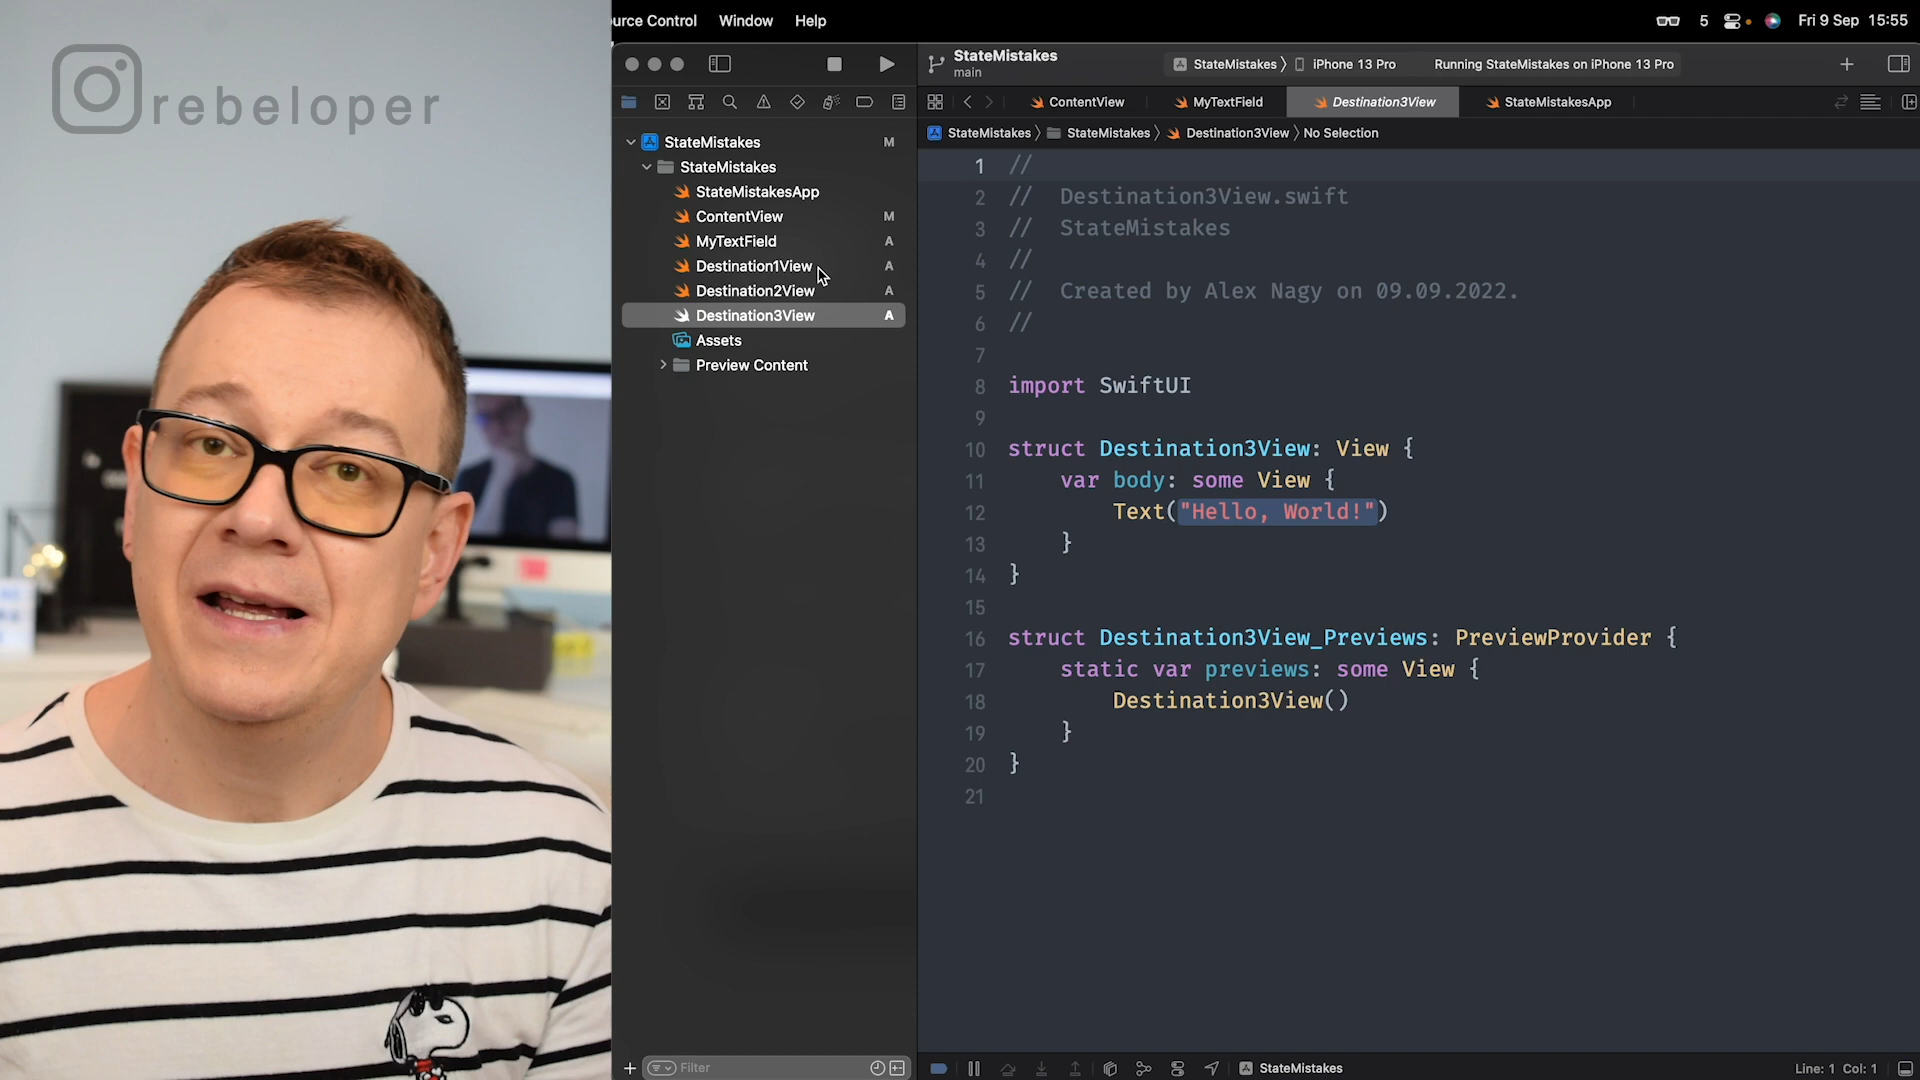 rebeloper
urce Control Window Help
5 Fri 9 Sep 15:55
StateMistakes
main
StateMistakes iPhone 13 Pro Running StateMistakes on iPhone 13 Pro
ContentView MyTextField Destination3View StateMistakesApp
StateMistakes StateMistakes Destination3View No Selection
StateMistakes M
StateMistakes
StateMistakesApp
ContentView M
MyTextField A
Destination1View A
Destination2View A
Destination3View A
Assets
Preview Content
1 //
2 // Destination3View.swift
3 // StateMistakes
4 //
5 // Created by Alex Nagy on 09.09.2022.
6 //
7
8 import SwiftUI
9
10 struct Destination3View: View {
11 var body: some View {
12 Text("Hello, World!")
13 }
14 }
15
16 struct Destination3View_Previews: PreviewProvider {
17 static var previews: some View {
18 Destination3View()
19 }
20 }
21
Filter
StateMistakes
Line: 1 Col: 1